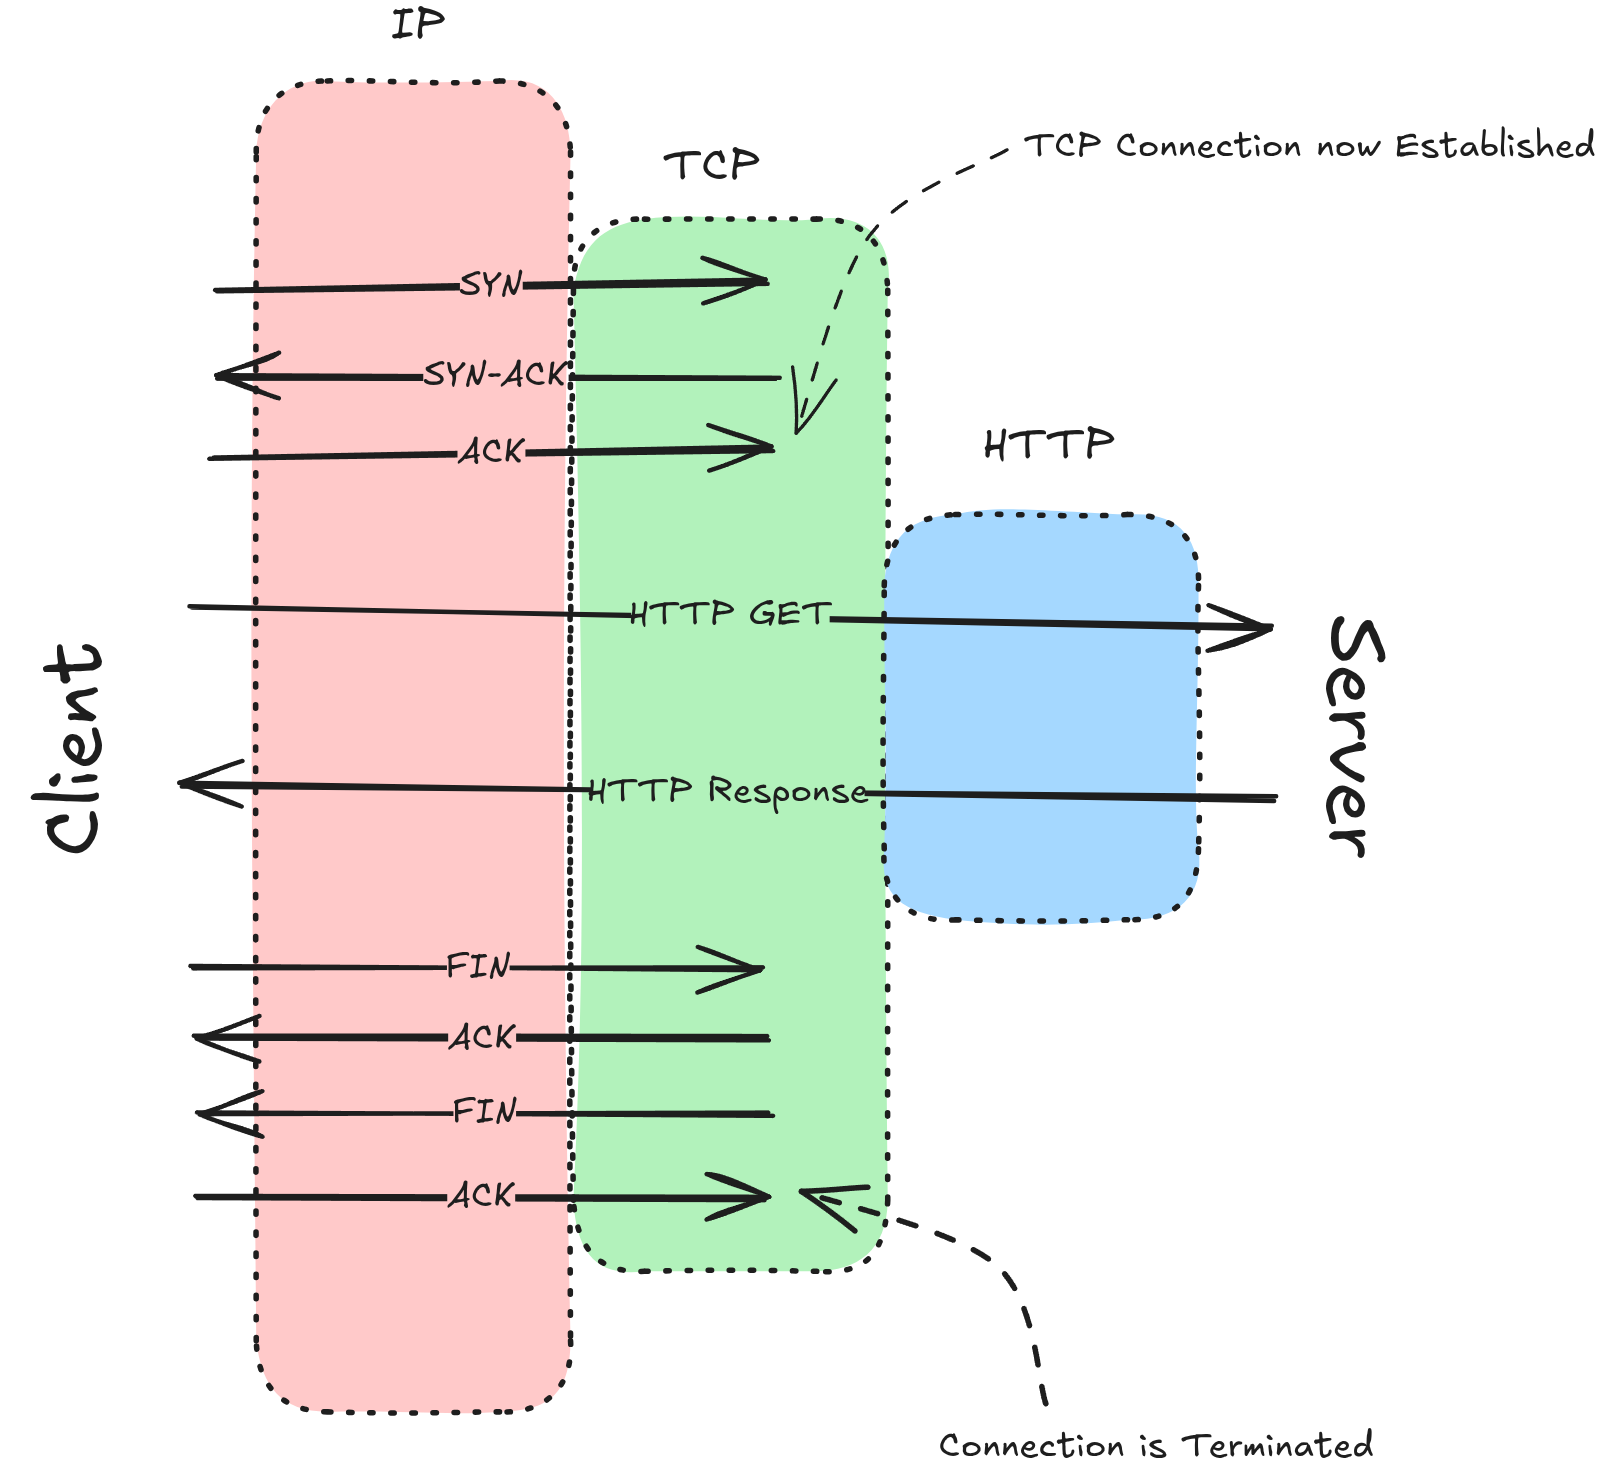 IP
TCP
TCP Connection now Established
SYN
SYN-ACK
ACK
HTTP
HTTP GET
Client
Server
HTTP Response
FIN
ACK
FIN
ACK
Connection is Terminated